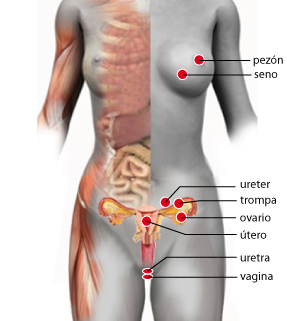 pezón
seno
ureter
trompa
ovario
útero
uretra
vagina